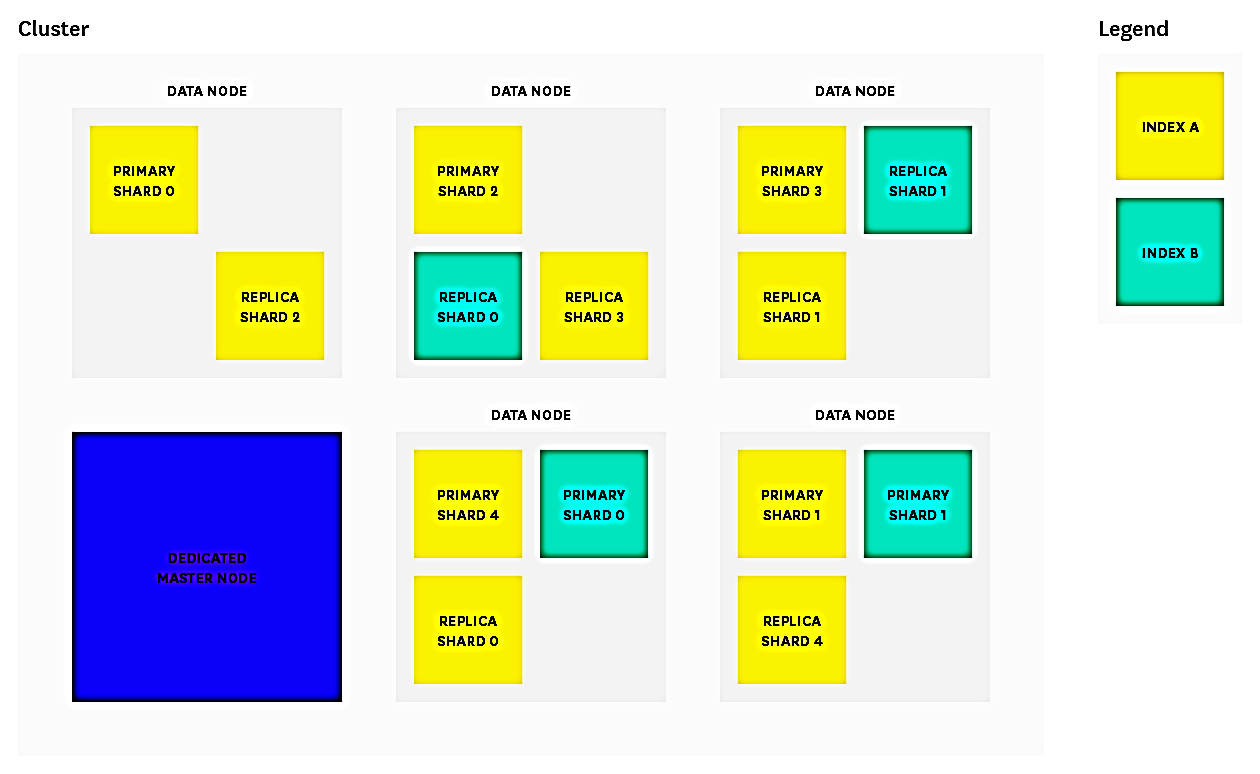 Cluster
Legend
DATA NODE
DATA NODE
DATA NODE
PRIMARY
SHARD 0
REPLICA
SHARD 2
PRIMARY
SHARD 2
REPLICA
SHARD 0
REPLICA
SHARD 3
PRIMARY
SHARD 3
REPLICA
SHARD 1
REPLICA
SHARD 1
INDEX A
INDEX B
DEDICATED
MASTER NODE
DATA NODE
DATA NODE
PRIMARY
SHARD 4
PRIMARY
SHARD 0
REPLICA
SHARD 0
PRIMARY
SHARD 1
PRIMARY
SHARD 1
REPLICA
SHARD 4